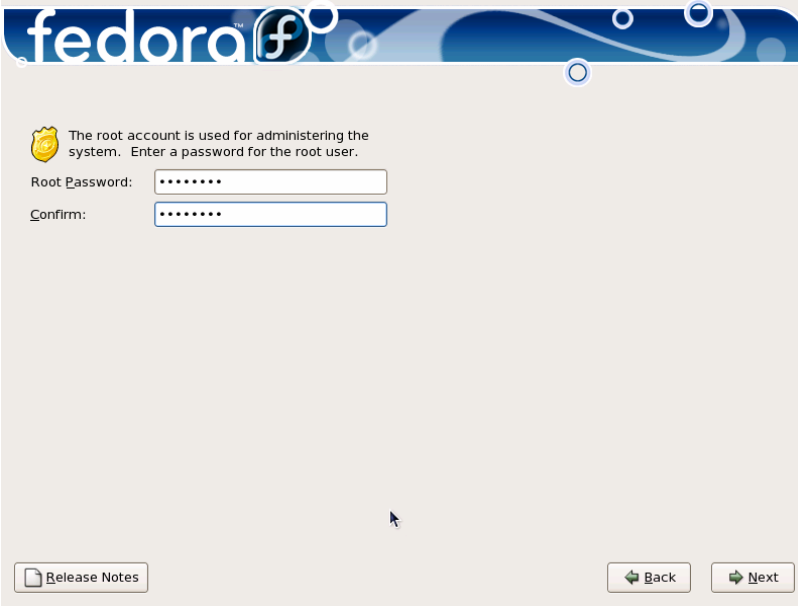 fedora™
The root account is used for administering the
system. Enter a password for the root user.
Root Password: ••••••••
Confirm: ••••••••
Release Notes
Back
Next